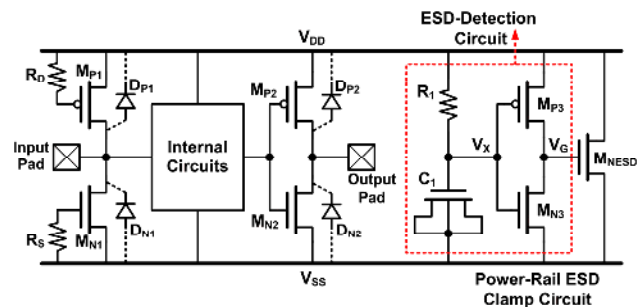 ESD-Detection
Circuit
VDD
RD
MP1
DP1
MP2
DP2
R1
MP3
Input
Pad
Internal
Circuits
VX
VG
MNESD
Output
Pad
C1
RS
MN1
DN1
MN2
DN2
MN3
VSS
Power-Rail ESD
Clamp Circuit